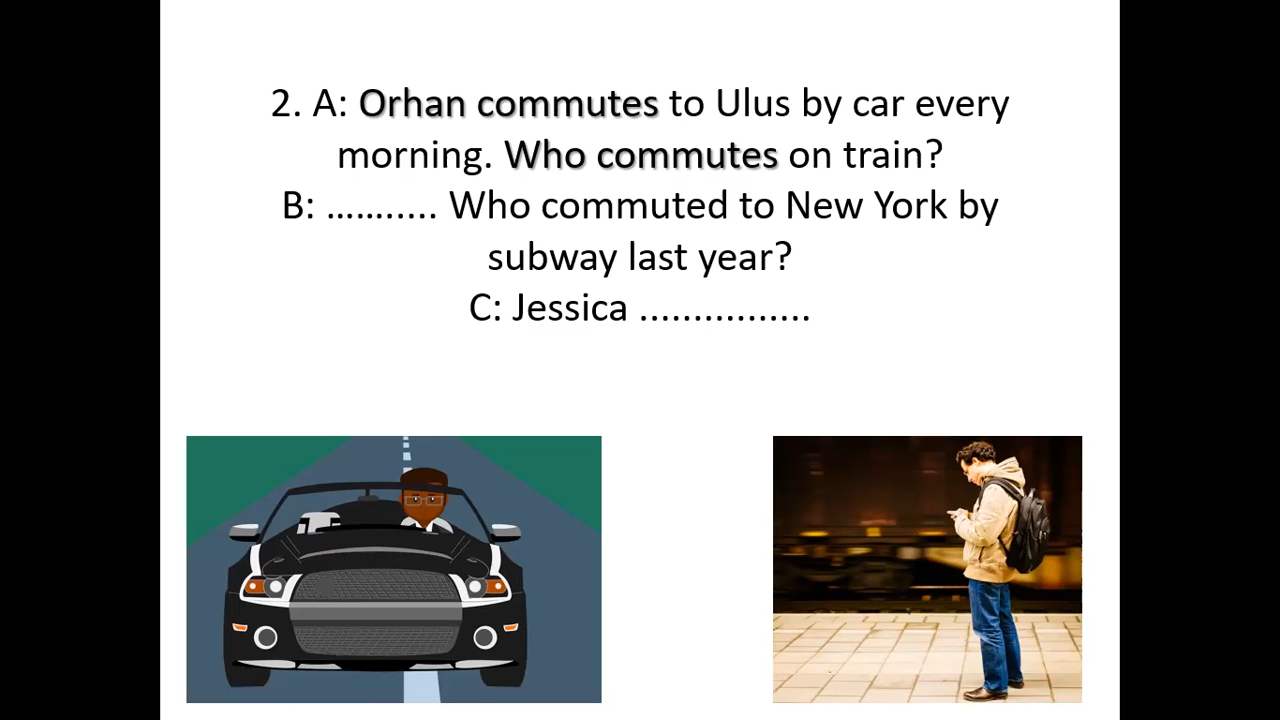 2. A: Orhan commutes to Ulus by car every
morning. Who commutes on train?
B: ........... Who commuted to New York by
subway last year?
C: Jessica ................